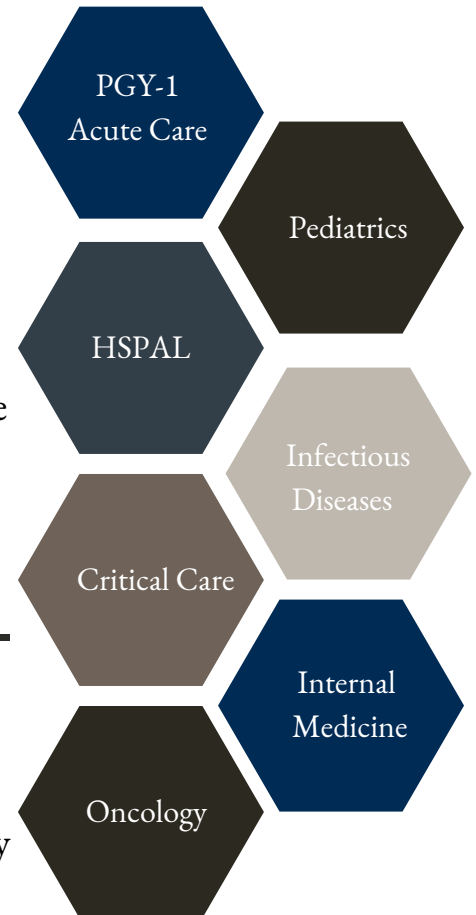 PGY-1
Acute Care
Pediatrics
HSPAL
e
Infectious
Diseases
Critical Care
Internal
Medicine
Oncology
y